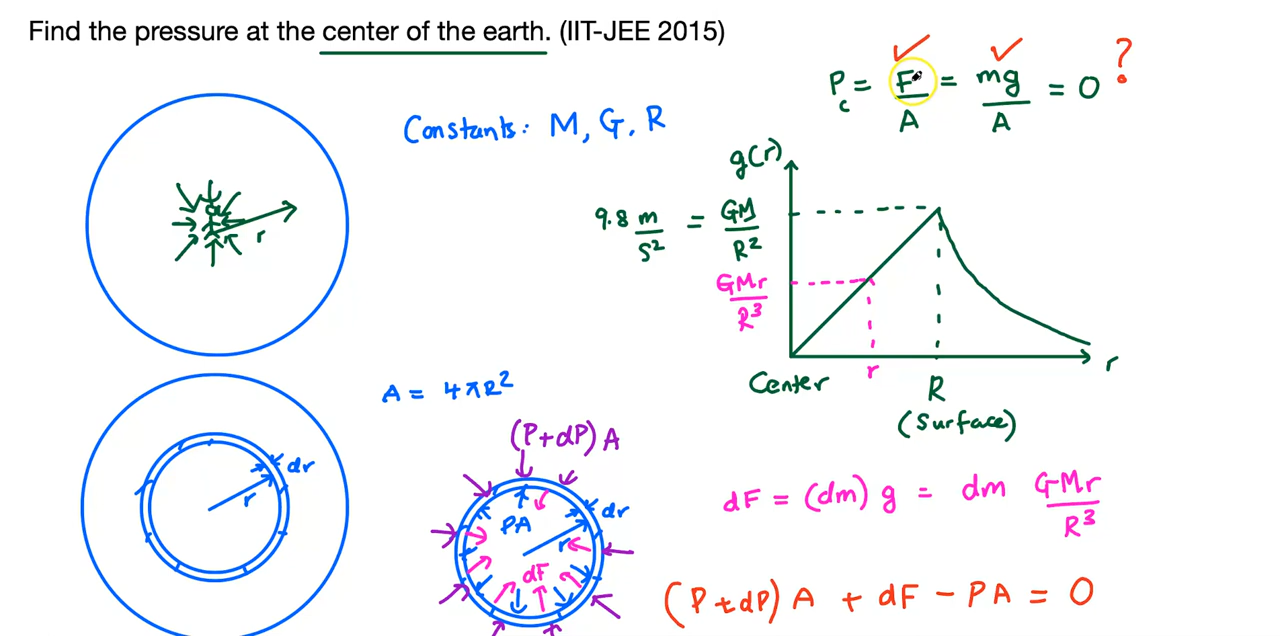 Find the pressure at the center of the earth. (IIT-JEE 2015)
P_c = F/A = mg/A = 0 ?
Constants: M, G, R
g(r)
9.8 m/s² = GM/R²
GMr/R³
r
r
Center
r
R
(Surface)
A = 4πR²
(P+dP) A
dr
r
dr
PA
r
dF
dF = (dm) g = dm GMr/R³
(P+dP) A + dF - PA = 0